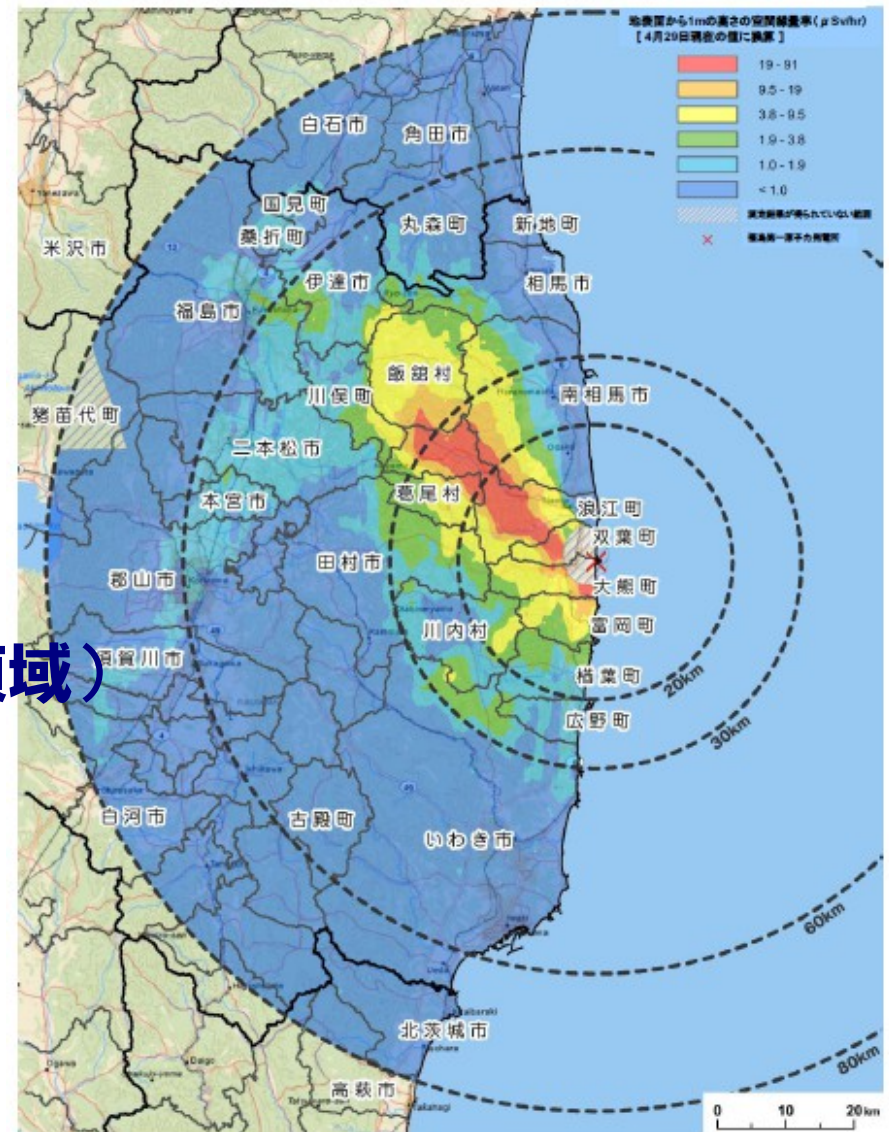 地表面から1mの高さの空間線量率(μSv/hr)
[ 4月29日現在の値に換算 ]
19 - 91
9.5 - 19
3.8 - 9.5
1.9 - 3.8
1.0 - 1.9
< 1.0
測定結果が得られていない範囲
福島第一原子力発電所
白石市
角田市
国見町
丸森町
新地町
桑折町
米沢市
伊達市
相馬市
福島市
飯舘村
川俣町
南相馬市
猪苗代町
二本松市
本宮市
葛尾村
浪江町
双葉町
田村市
郡山市
大熊町
川内村
富岡町
須賀川市
領域）
楢葉町
20km
広野町
30km
白河市
古殿町
いわき市
60km
北茨城市
80km
高萩市
Daigo
Ogawa
0 10 20 km